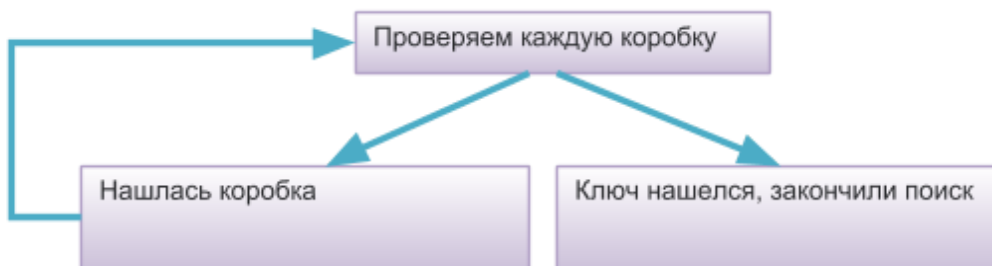 Проверяем каждую коробку
Нашлась коробка
Ключ нашелся, закончили поиск